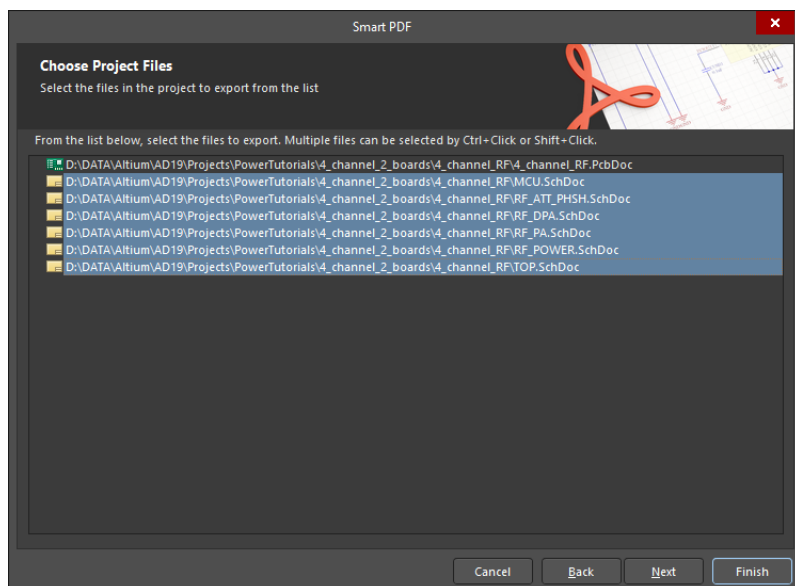 Smart PDF
Choose Project Files
Select the files in the project to export from the list
From the list below, select the files to export. Multiple files can be selected by Ctrl+Click or Shift+Click.
D:\DATA\Altium\AD19\Projects\PowerTutorials\4_channel_2_boards\4_channel_RF\4_channel_RF.PcbDoc
D:\DATA\Altium\AD19\Projects\PowerTutorials\4_channel_2_boards\4_channel_RF\MCU.SchDoc
D:\DATA\Altium\AD19\Projects\PowerTutorials\4_channel_2_boards\4_channel_RF\RF_ATT_PHSH.SchDoc
D:\DATA\Altium\AD19\Projects\PowerTutorials\4_channel_2_boards\4_channel_RF\RF_DPA.SchDoc
D:\DATA\Altium\AD19\Projects\PowerTutorials\4_channel_2_boards\4_channel_RF\RF_PA.SchDoc
D:\DATA\Altium\AD19\Projects\PowerTutorials\4_channel_2_boards\4_channel_RF\RF_POWER.SchDoc
D:\DATA\Altium\AD19\Projects\PowerTutorials\4_channel_2_boards\4_channel_RF\TOP.SchDoc
Cancel Back Next Finish